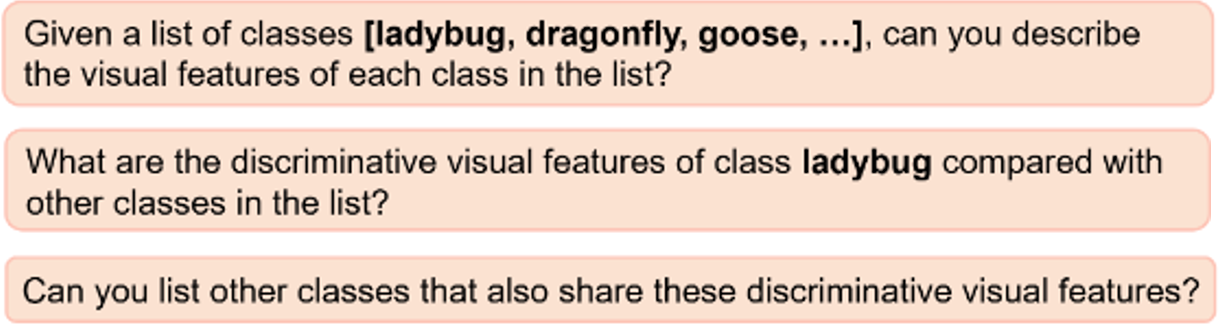 Given a list of classes [ladybug, dragonfly, goose, ...], can you describe
the visual features of each class in the list?
What are the discriminative visual features of class ladybug compared with
other classes in the list?
Can you list other classes that also share these discriminative visual features?